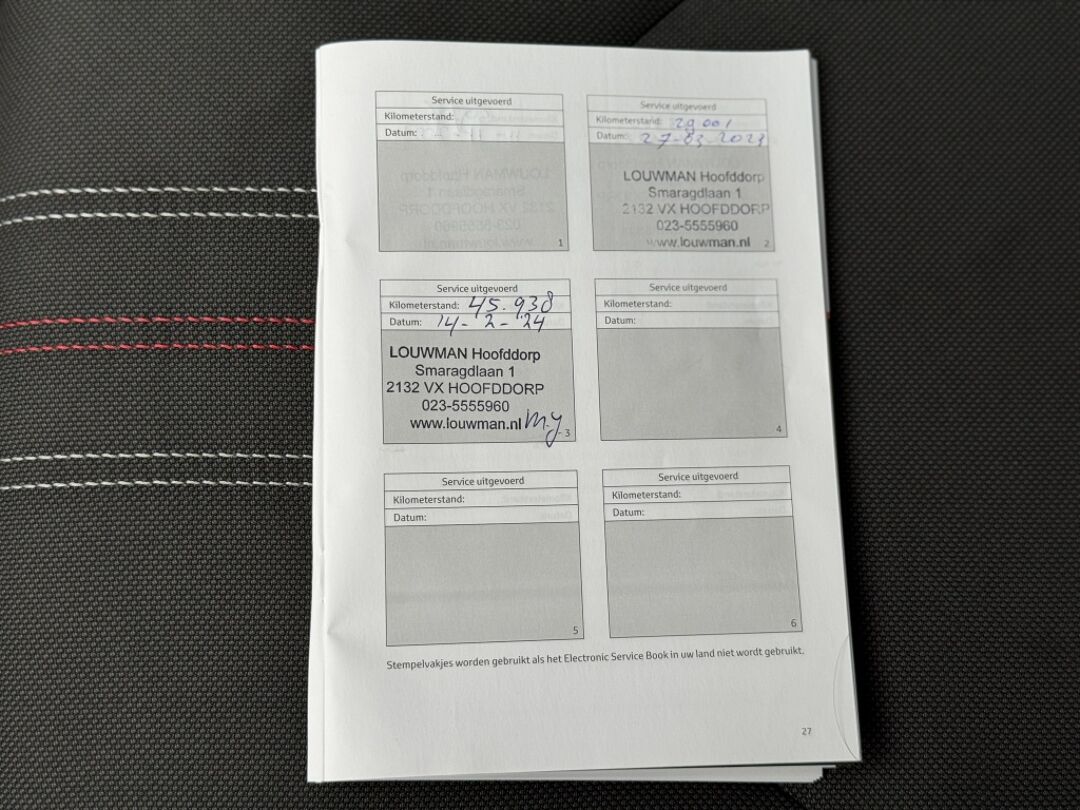 Service uitgevoerd
Kilometerstand:
Datum:
1
Service uitgevoerd
Kilometerstand: 29 001
Datum: 27-03-2023
LOUWMAN Hoofddorp
Smaragdlaan 1
2132 VX HOOFDDORP
023-5555960
www.louwman.nl
2
Service uitgevoerd
Kilometerstand: 45.938
Datum: 14-2-'24
LOUWMAN Hoofddorp
Smaragdlaan 1
2132 VX HOOFDDORP
023-5555960
www.louwman.nl
3
Service uitgevoerd
Kilometerstand:
Datum:
4
Service uitgevoerd
Kilometerstand:
Datum:
5
Service uitgevoerd
Kilometerstand:
Datum:
6
Stempelvakjes worden gebruikt als het Electronic Service Book in uw land niet wordt gebruikt.
27